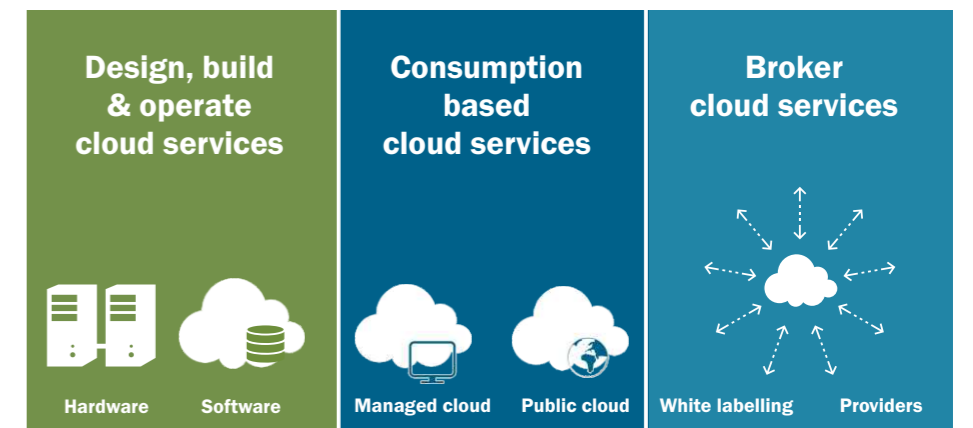 Design, build
& operate
cloud services
Hardware
Software
Consumption
based
cloud services
Managed cloud
Public cloud
Broker
cloud services
White labelling
Providers